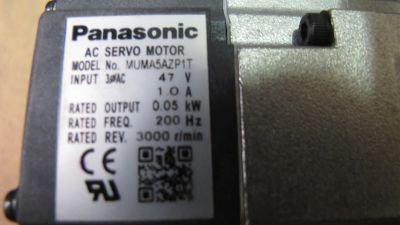 Panasonic
AC SERVO MOTOR
MODEL No. MUMA5AZP1T
INPUT 3øAC 47 V
1.0 A
RATED OUTPUT 0.05 kW
RATED FREQ. 200 Hz
RATED REV. 3000 r/min
CE